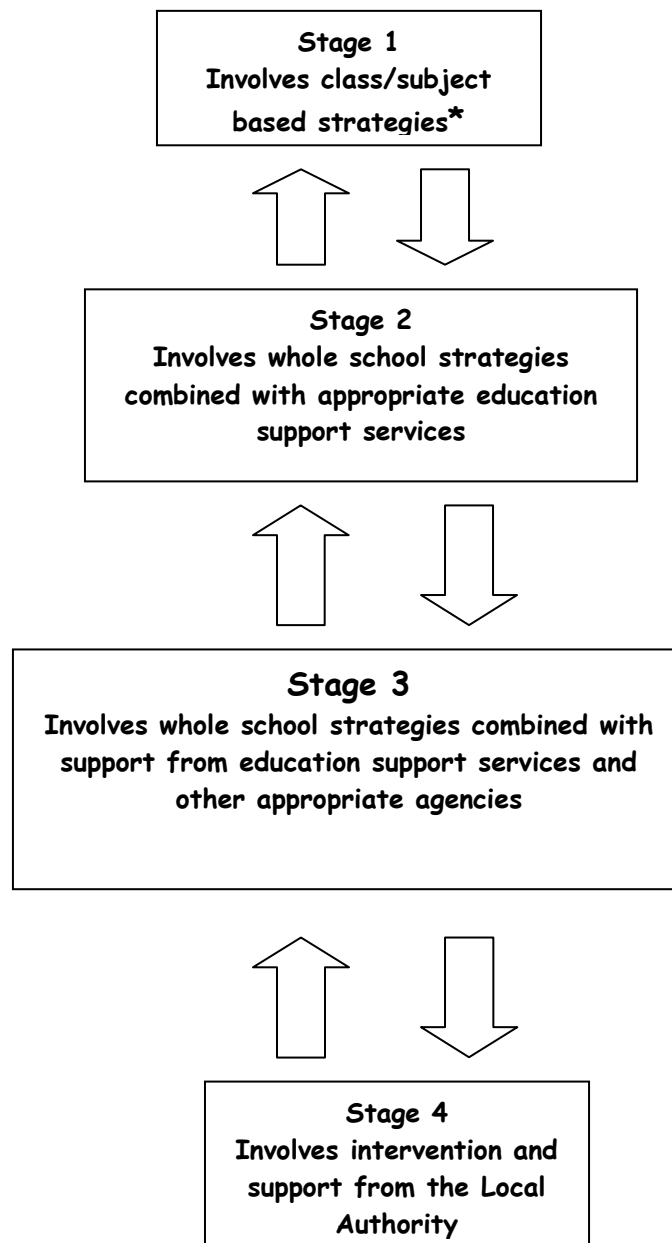 Stage 1
Involves class/subject
based strategies*
Stage 2
Involves whole school strategies
combined with appropriate education
support services
Stage 3
Involves whole school strategies combined with
support from education support services and
other appropriate agencies
Stage 4
Involves intervention and
support from the Local
Authority